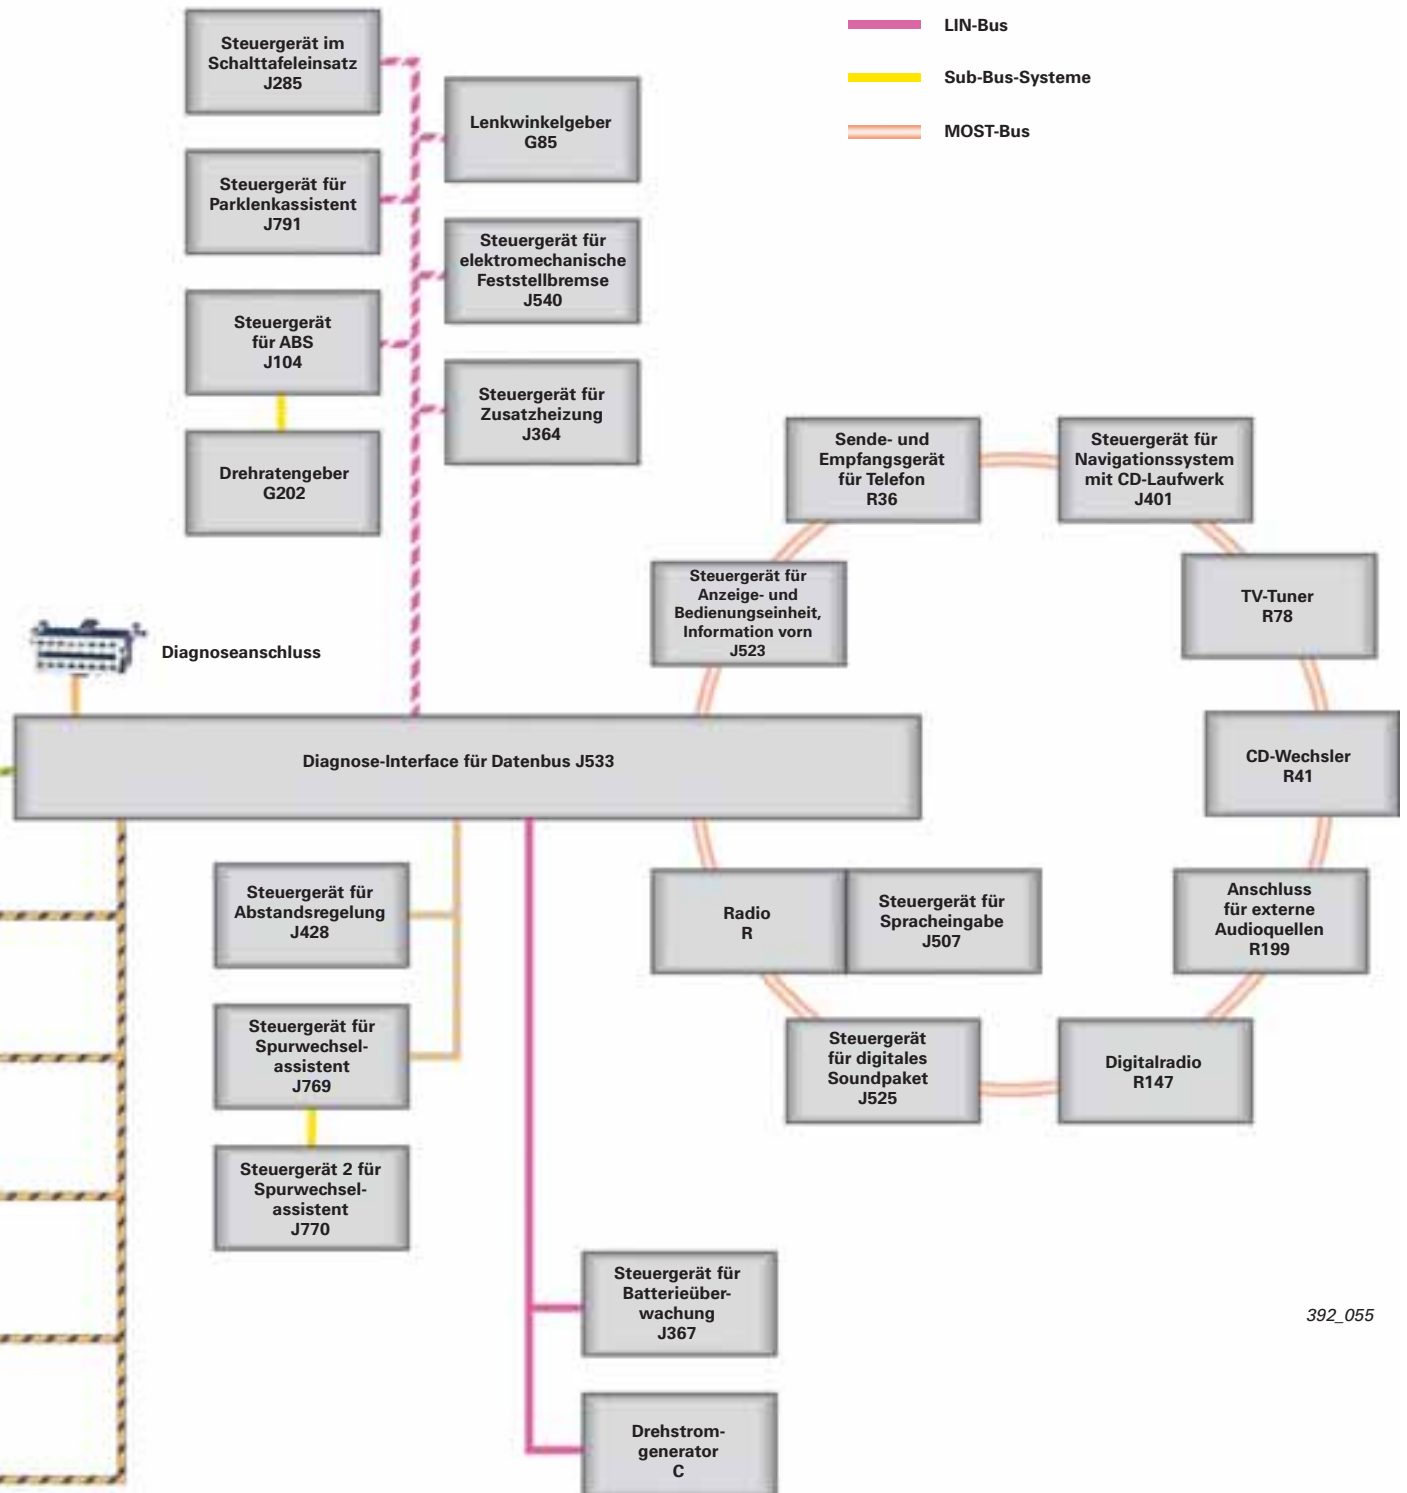 LIN-Bus
Sub-Bus-Systeme
MOST-Bus
Steuergerät im
Schalttafeleinsatz
J285
Lenkwinkelgeber
G85
Steuergerät für
Parklenkassistent
J791
Steuergerät für
elektromechanische
Feststellbremse
J540
Steuergerät
für ABS
J104
Steuergerät für
Zusatzheizung
J364
Drehratengeber
G202
Sende- und
Empfangsgerät
für Telefon
R36
Steuergerät für
Navigationssystem
mit CD-Laufwerk
J401
Steuergerät für
Anzeige- und
Bedienungseinheit,
Information vorn
J523
TV-Tuner
R78
Diagnoseanschluss
Diagnose-Interface für Datenbus J533
CD-Wechsler
R41
Steuergerät für
Abstandsregelung
J428
Radio
R
Steuergerät für
Spracheingabe
J507
Anschluss
für externe
Audioquellen
R199
Steuergerät für
Spurwechsel-
assistent
J769
Steuergerät
für digitales
Soundpaket
J525
Digitalradio
R147
Steuergerät 2 für
Spurwechsel-
assistent
J770
Steuergerät für
Batterieüber-
wachung
J367
392_055
Drehstrom-
generator
C